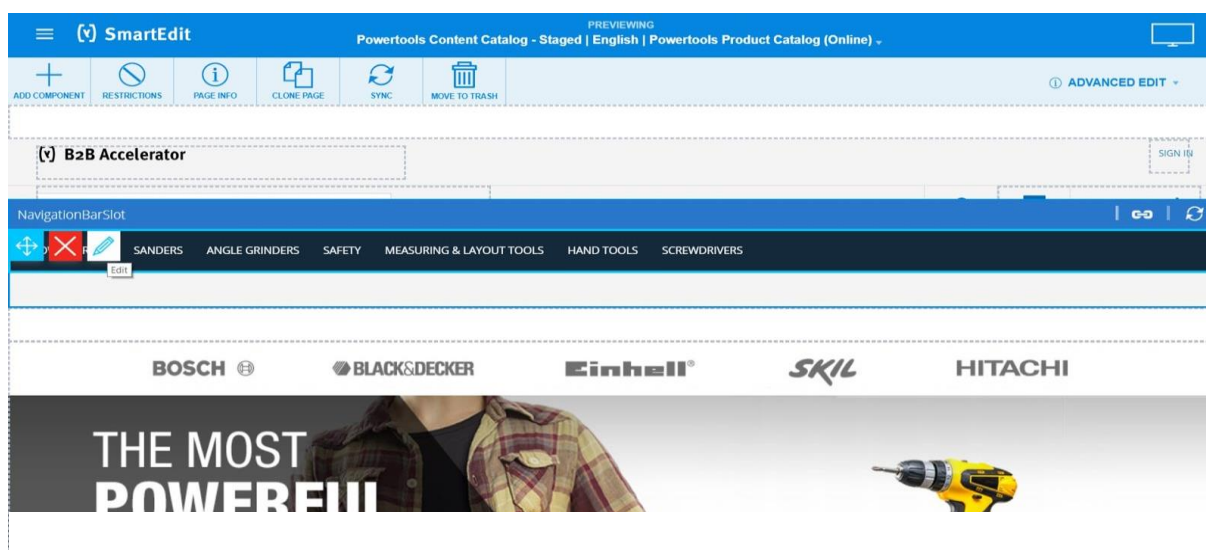 SmartEdit
PREVIEWING
Powertools Content Catalog - Staged | English | Powertools Product Catalog (Online)
ADD COMPONENT
RESTRICTIONS
PAGE INFO
CLONE PAGE
SYNC
MOVE TO TRASH
ADVANCED EDIT
B2B Accelerator
SIGN IN
NavigationBarSlot
SANDERS ANGLE GRINDERS SAFETY MEASURING & LAYOUT TOOLS HAND TOOLS SCREWDRIVERS
Edit
BOSCH BLACK&DECKER Einhell® SKIL HITACHI
THE MOST
POWERFUL